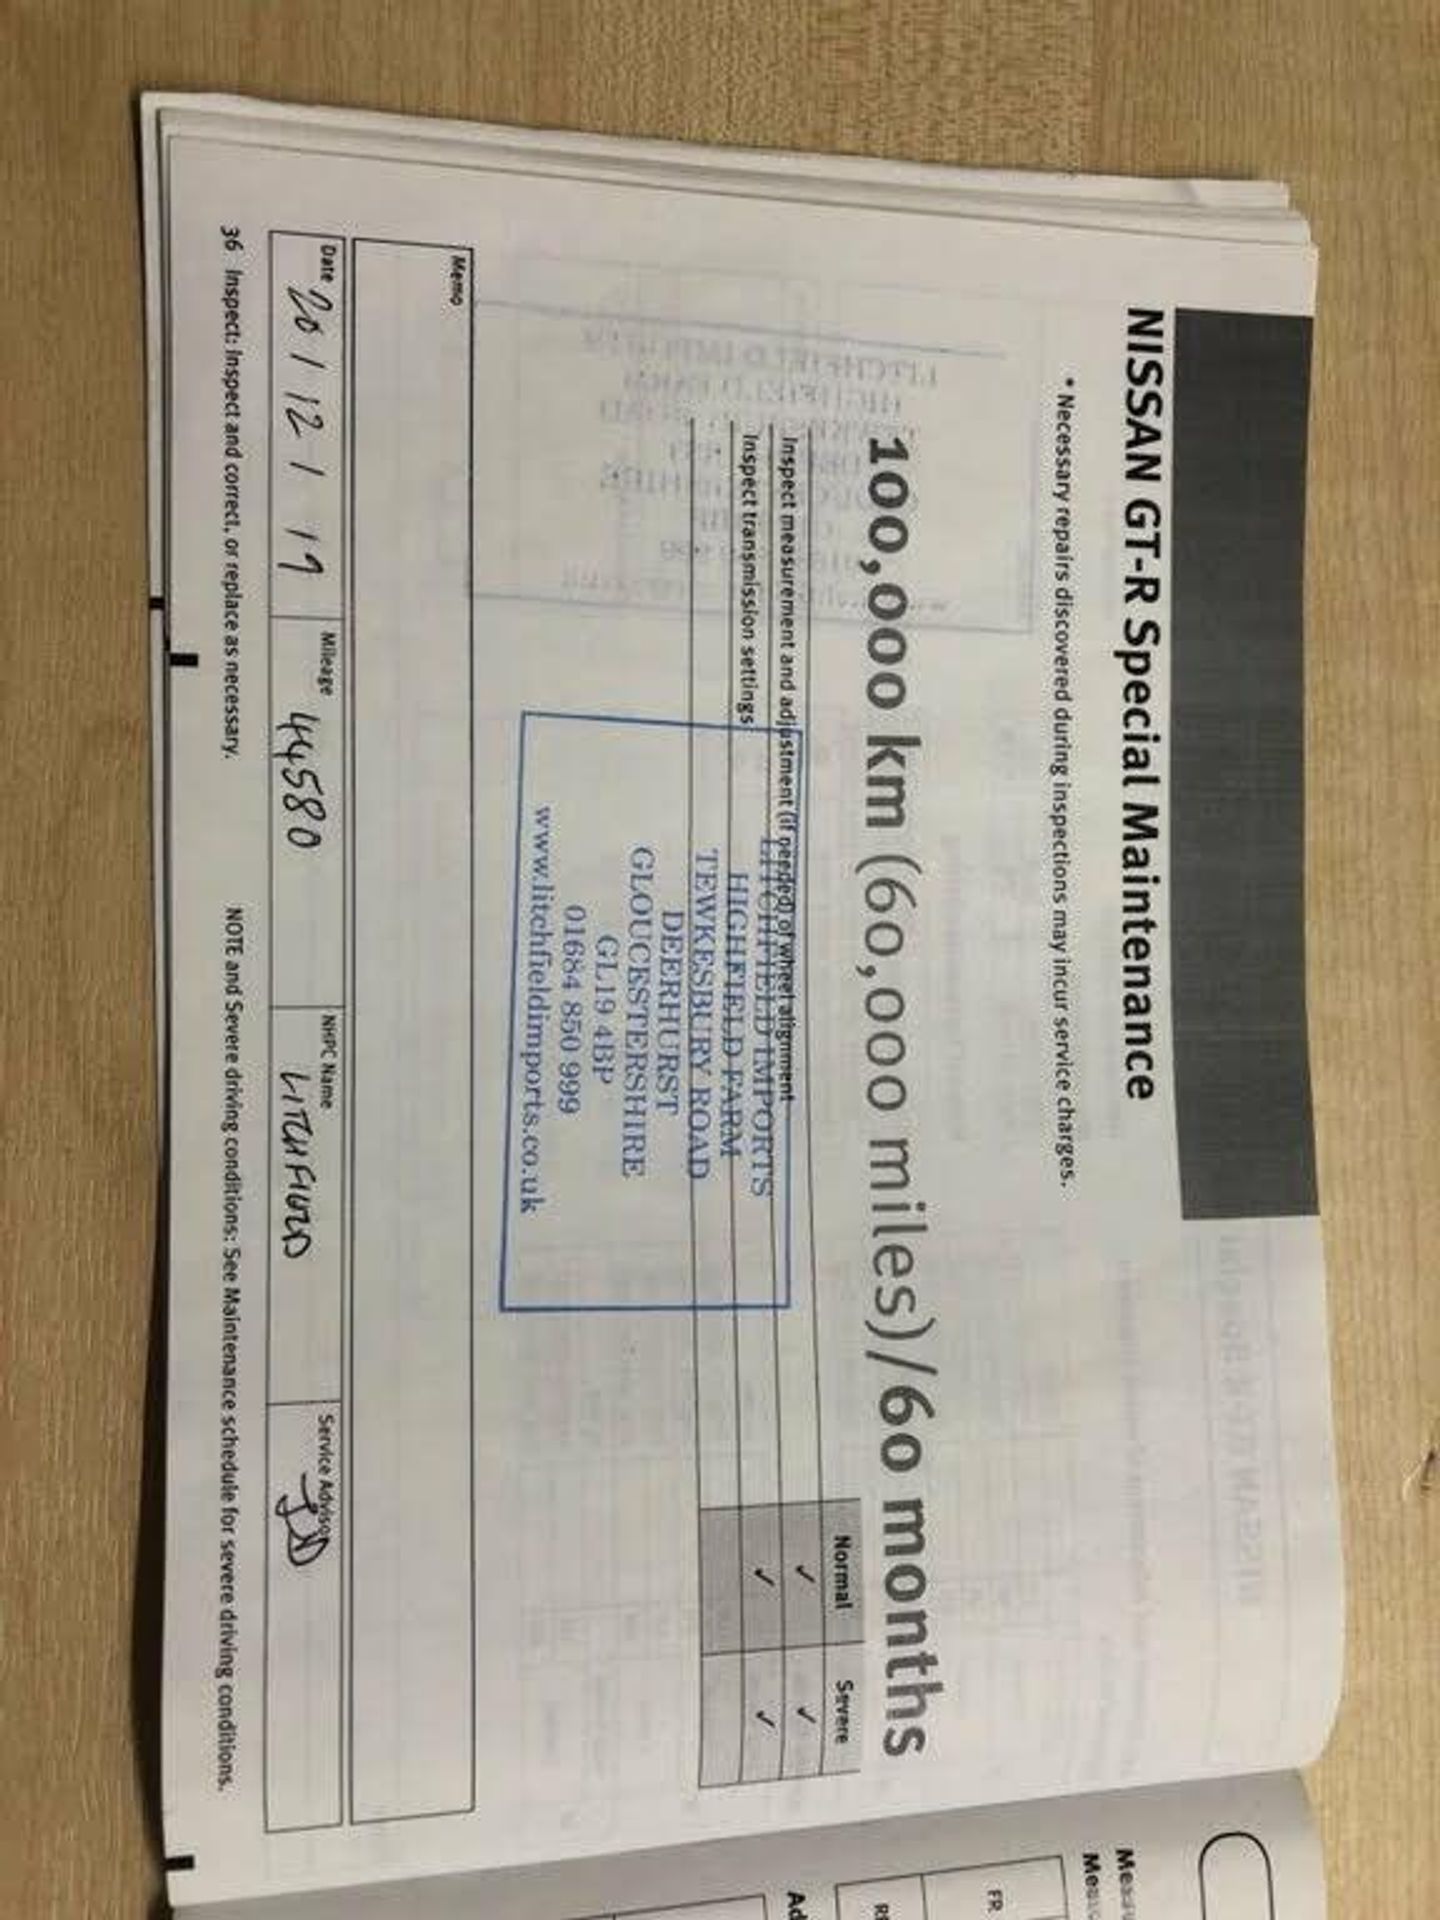 NISSAN GT-R Special Maintenance
* Necessary repairs discovered during inspections may incur service charges.
100,000 km (60,000 miles)/60 months
Normal Severe
Inspect measurement and adjustment (if needed) of wheel alignment ✓ ✓
Inspect transmission settings ✓ ✓
LITCHFIELD IMPORTS
HIGHFIELD FARM
TEWKESBURY ROAD
DEERHURST
GLOUCESTERSHIRE
GL19 4BP
01684 850 999
www.litchfieldimports.co.uk
Memo
Date 20/12/19 Mileage 44580 NHPC Name LITCHFIELD Service Advisor JD
36 Inspect: Inspect and correct, or replace as necessary. NOTE and Severe driving conditions: See Maintenance schedule for severe driving conditions.
FR